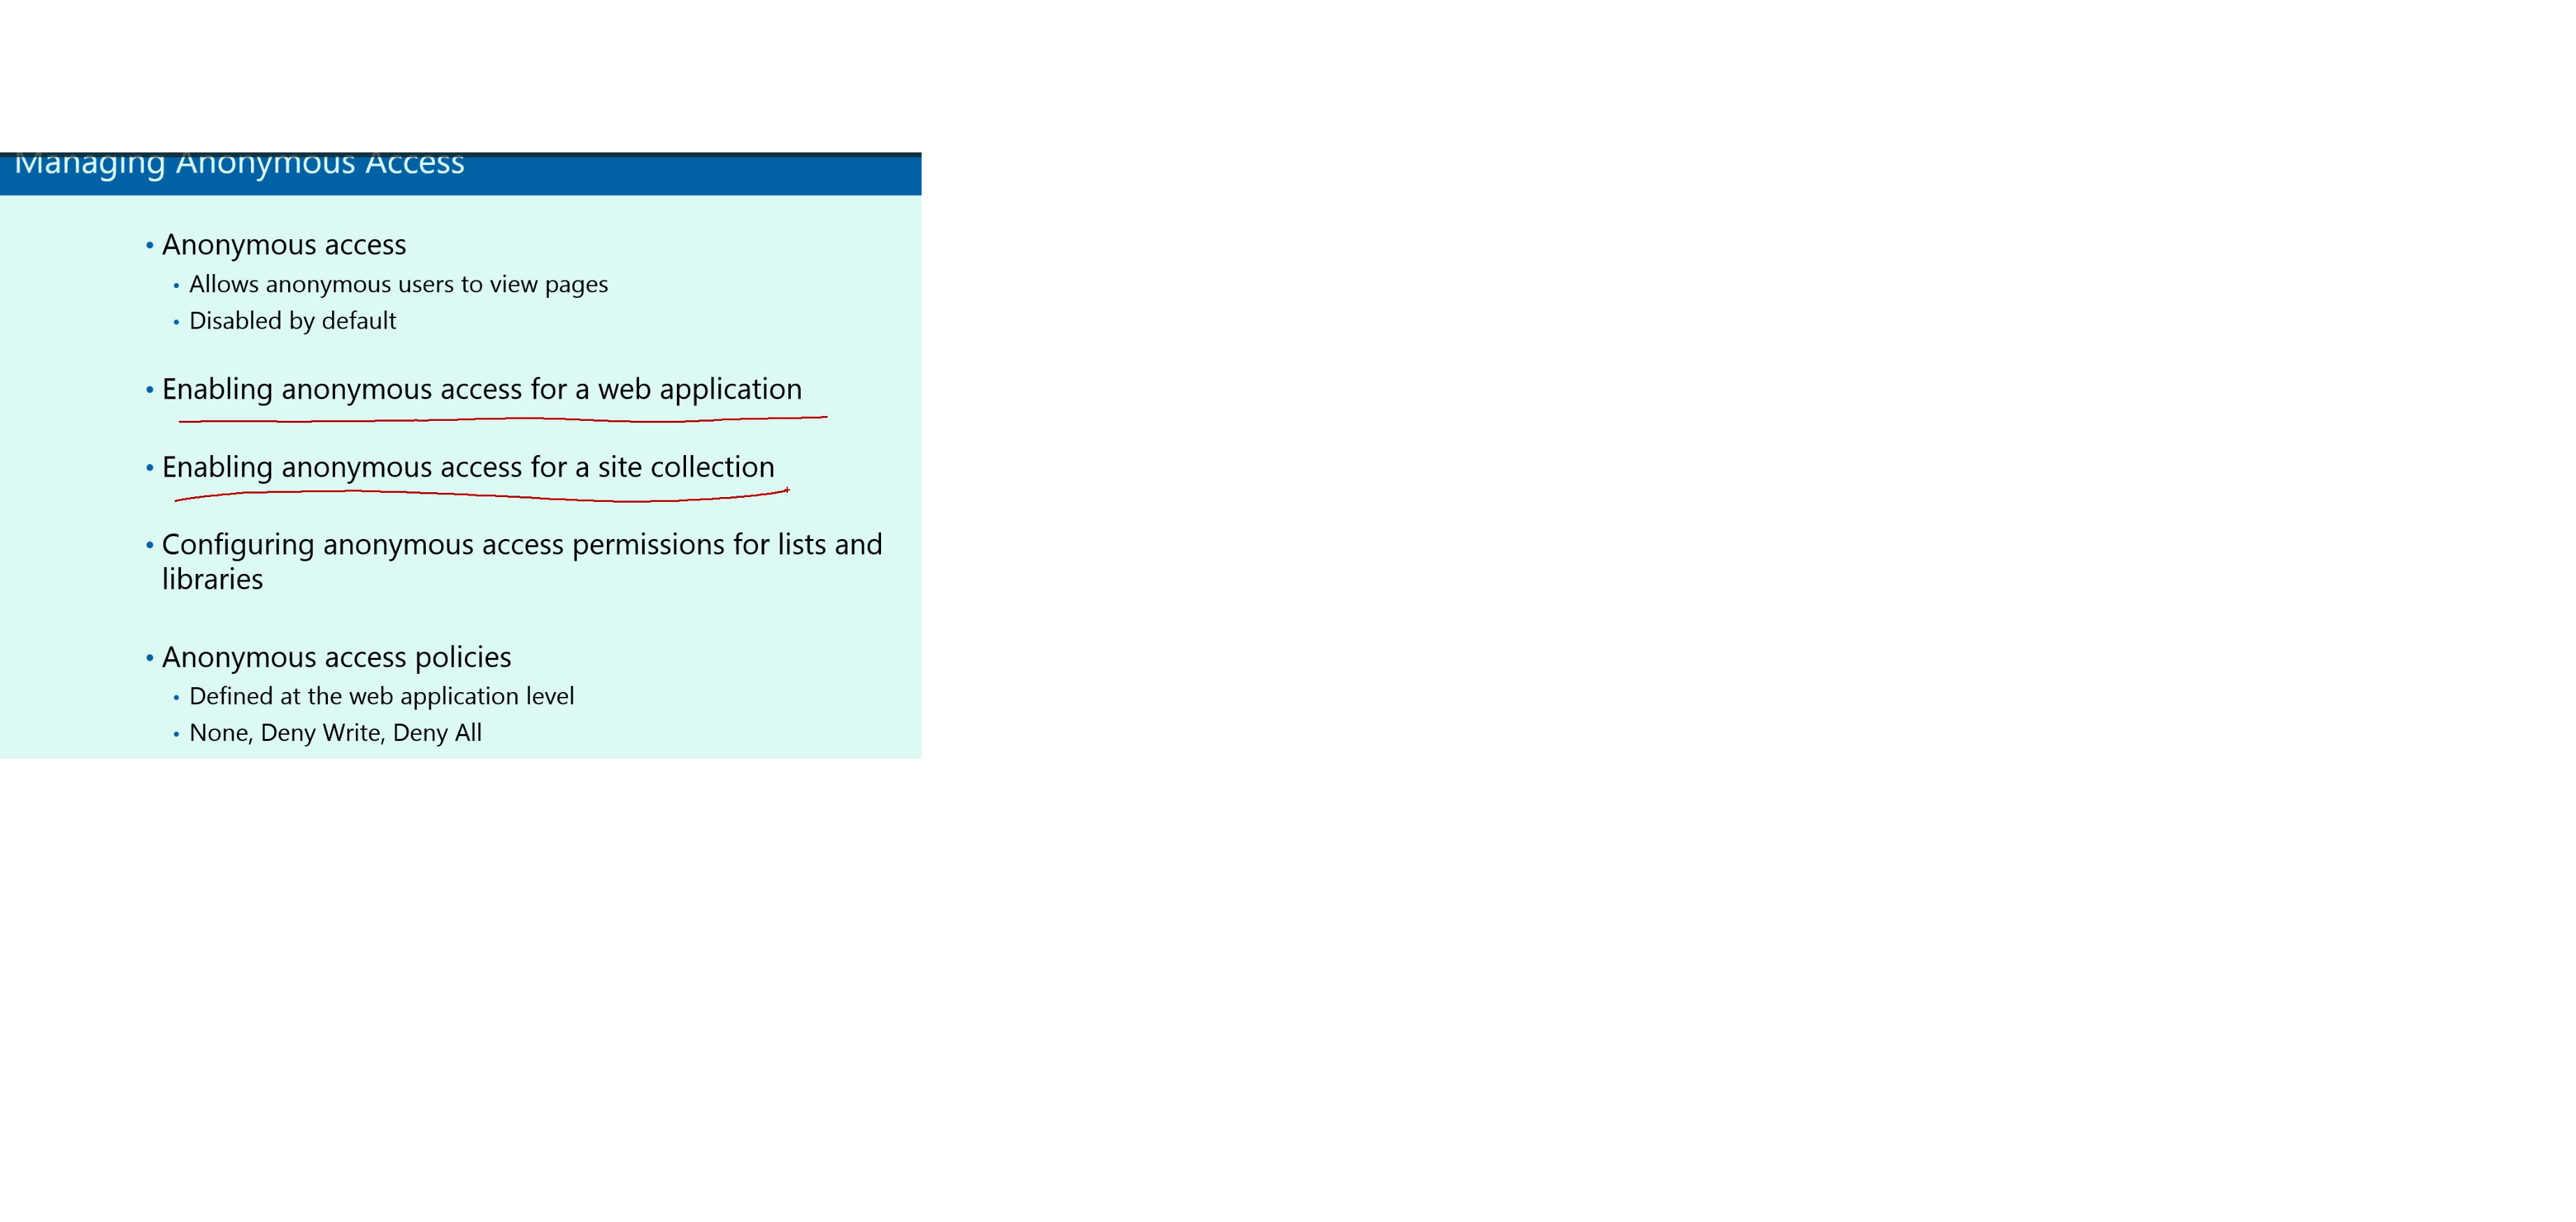 Managing Anonymous Access
• Anonymous access
• Allows anonymous users to view pages
• Disabled by default
• Enabling anonymous access for a web application
• Enabling anonymous access for a site collection
• Configuring anonymous access permissions for lists and
libraries
• Anonymous access policies
• Defined at the web application level
• None, Deny Write, Deny All